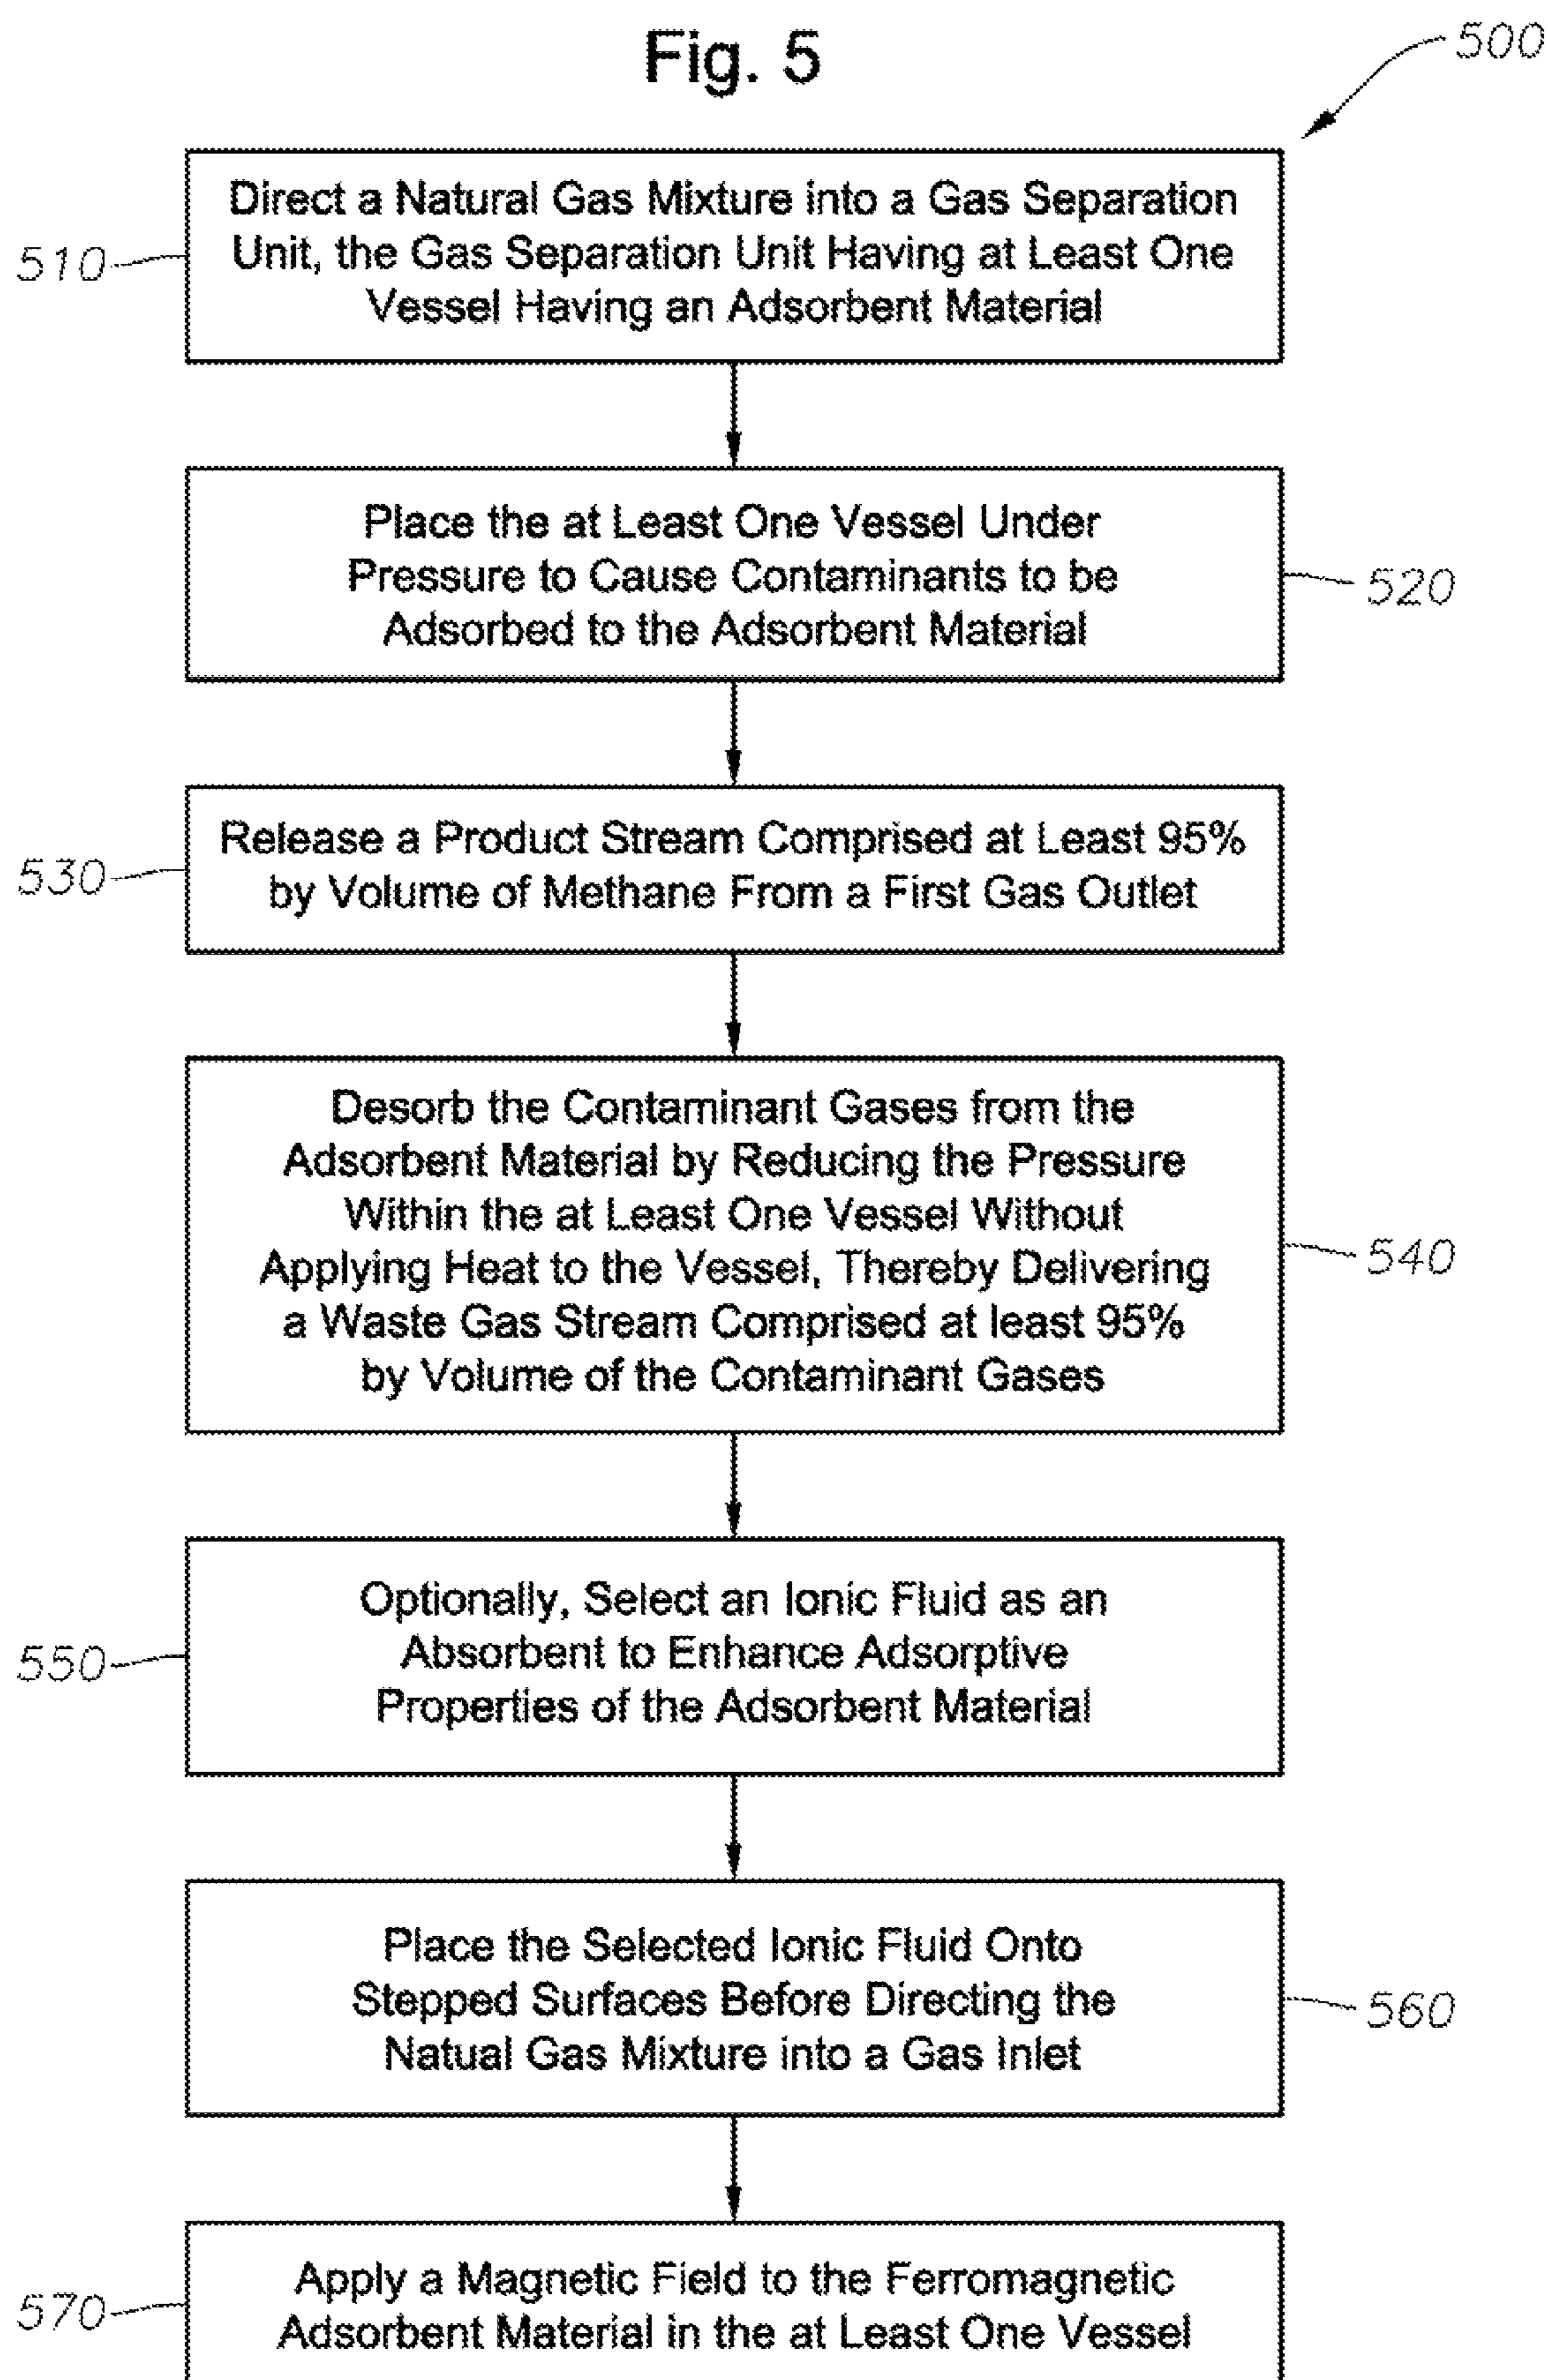 Fig. 5
500
Direct a Natural Gas Mixture into a Gas Separation
Unit, the Gas Separation Unit Having at Least One
Vessel Having an Adsorbent Material
510
Place the at Least One Vessel Under
Pressure to Cause Contaminants to be
Adsorbed to the Adsorbent Material
520
Release a Product Stream Comprised at Least 95%
by Volume of Methane From a First Gas Outlet
530
Desorb the Contaminant Gases from the
Adsorbent Material by Reducing the Pressure
Within the at Least One Vessel Without
Applying Heat to the Vessel, Thereby Delivering
a Waste Gas Stream Comprised at least 95%
by Volume of the Contaminant Gases
540
Optionally, Select an Ionic Fluid as an
Absorbent to Enhance Adsorptive
Properties of the Adsorbent Material
550
Place the Selected Ionic Fluid Onto
Stepped Surfaces Before Directing the
Natual Gas Mixture into a Gas Inlet
560
Apply a Magnetic Field to the Ferromagnetic
Adsorbent Material in the at Least One Vessel
570